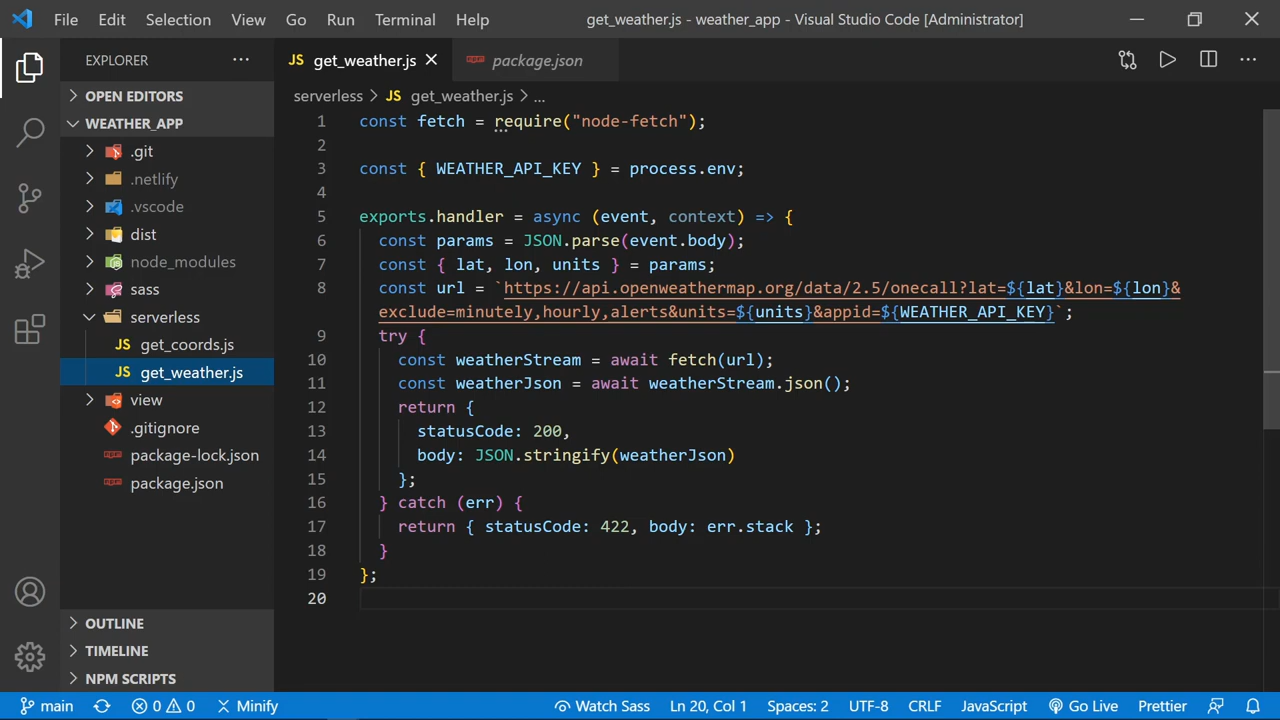 File Edit Selection View Go Run Terminal Help get_weather.js - weather_app - Visual Studio Code [Administrator]
EXPLORER
OPEN EDITORS
WEATHER_APP
.git
.netlify
.vscode
dist
node_modules
sass
serverless
JS get_coords.js
JS get_weather.js
view
.gitignore
package-lock.json
package.json
OUTLINE
TIMELINE
NPM SCRIPTS
JS get_weather.js package.json
serverless > JS get_weather.js > ...
1 const fetch = require("node-fetch");
2
3 const { WEATHER_API_KEY } = process.env;
4
5 exports.handler = async (event, context) => {
6 const params = JSON.parse(event.body);
7 const { lat, lon, units } = params;
8 const url = `https://api.openweathermap.org/data/2.5/onecall?lat=${lat}&lon=${lon}&
exclude=minutely,hourly,alerts&units=${units}&appid=${WEATHER_API_KEY}`;
9 try {
10 const weatherStream = await fetch(url);
11 const weatherJson = await weatherStream.json();
12 return {
13 statusCode: 200,
14 body: JSON.stringify(weatherJson)
15 };
16 } catch (err) {
17 return { statusCode: 422, body: err.stack };
18 }
19 };
20
main 0 0 Minify Watch Sass Ln 20, Col 1 Spaces: 2 UTF-8 CRLF JavaScript Go Live Prettier